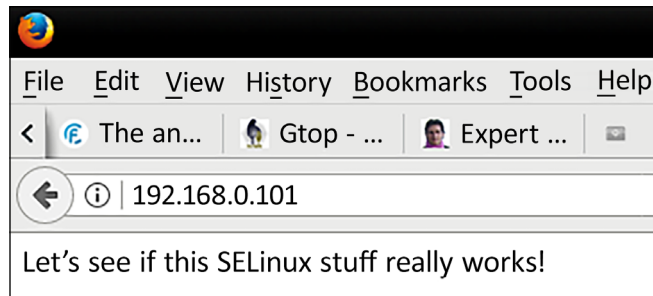 File Edit View History Bookmarks Tools Help
The an... Gtop - ... Expert ...
192.168.0.101
Let's see if this SELinux stuff really works!